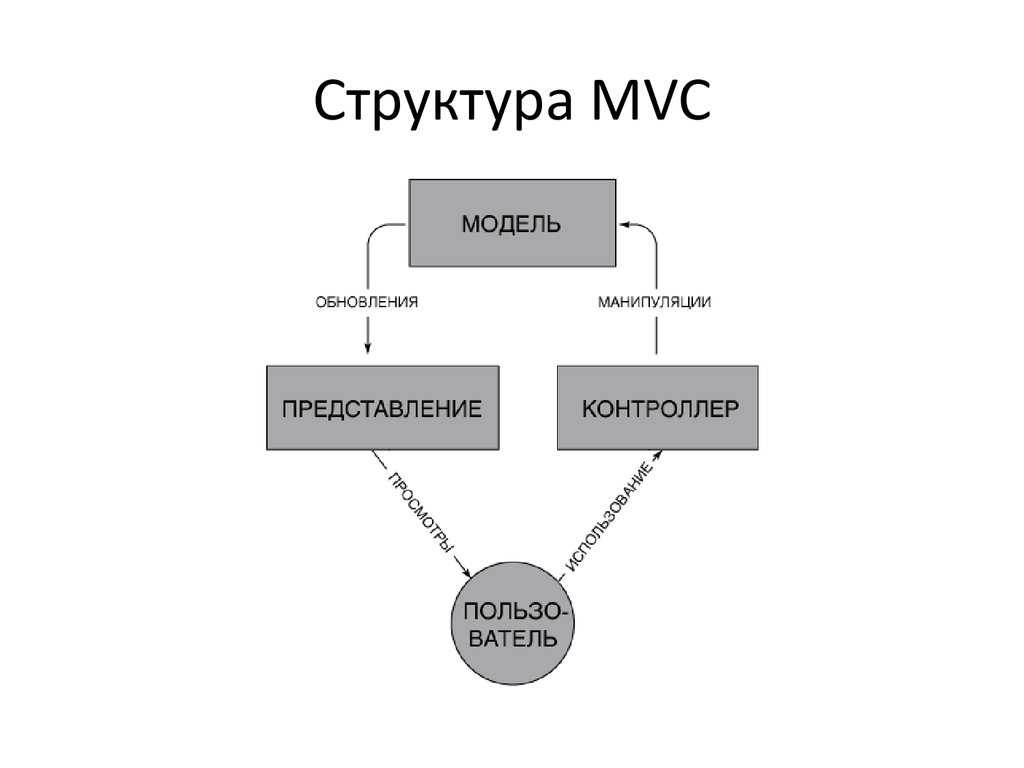 Структура MVC
МОДЕЛЬ
ОБНОВЛЕНИЯ
МАНИПУЛЯЦИИ
ПРЕДСТАВЛЕНИЕ
КОНТРОЛЛЕР
ПРОСМОТРЫ
ИСПОЛЬЗОВАНИЕ
ПОЛЬЗО-
ВАТЕЛЬ